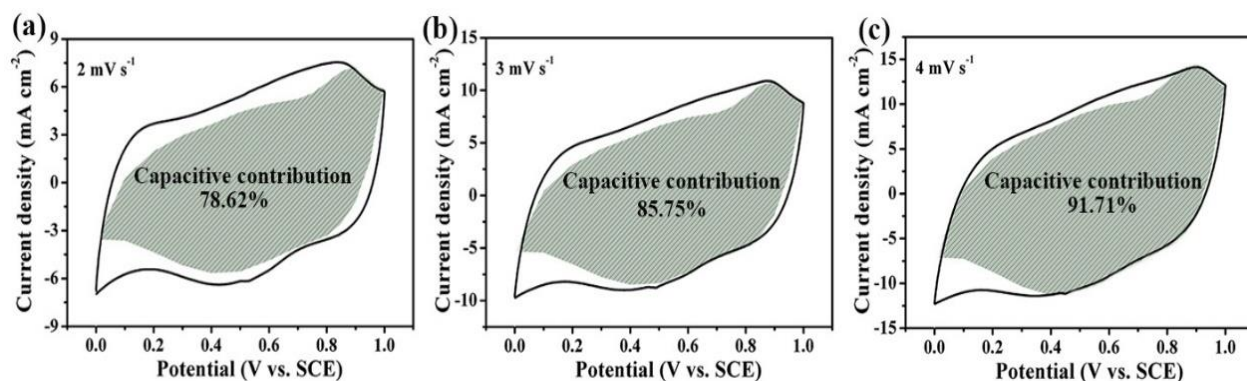 (a)
Current density (mA cm⁻²)
9
6
3
0
-3
-6
-9
2 mV s⁻¹
Capacitive contribution
78.62%
0.0 0.2 0.4 0.6 0.8 1.0
Potential (V vs. SCE)
(b)
Current density (mA cm⁻²)
15
10
5
0
-5
-10
3 mV s⁻¹
Capacitive contribution
85.75%
0.0 0.2 0.4 0.6 0.8 1.0
Potential (V vs. SCE)
(c)
Current density (mA cm⁻²)
15
10
5
0
-5
-10
-15
4 mV s⁻¹
Capacitive contribution
91.71%
0.0 0.2 0.4 0.6 0.8 1.0
Potential (V vs. SCE)